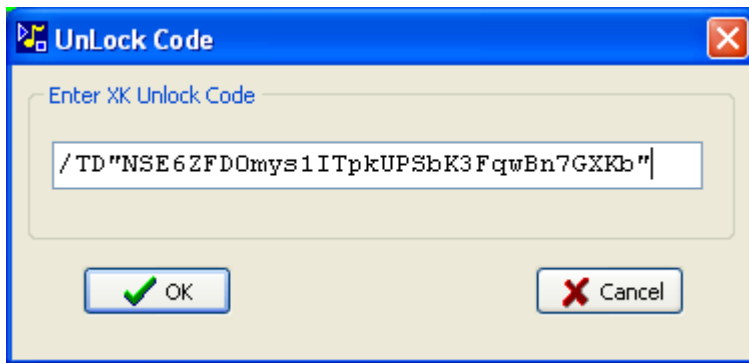 UnLock Code
Enter XK Unlock Code
/TD"NSE6ZFDOmys1ITpkUPSbK3FqwBn7GXKb"
OK
Cancel